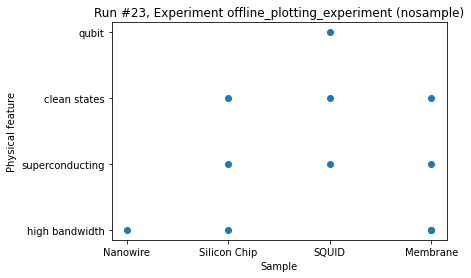 Run #23, Experiment offline_plotting_experiment (nosample)
qubit
clean states
superconducting
high bandwidth
Physical feature
Nanowire
Silicon Chip
SQUID
Membrane
Sample